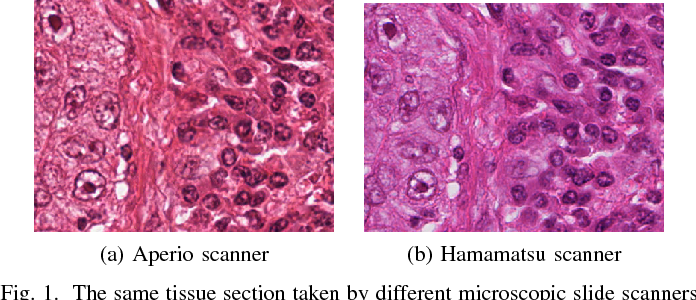 (a) Aperio scanner
(b) Hamamatsu scanner
Fig. 1. The same tissue section taken by different microscopic slide scanners